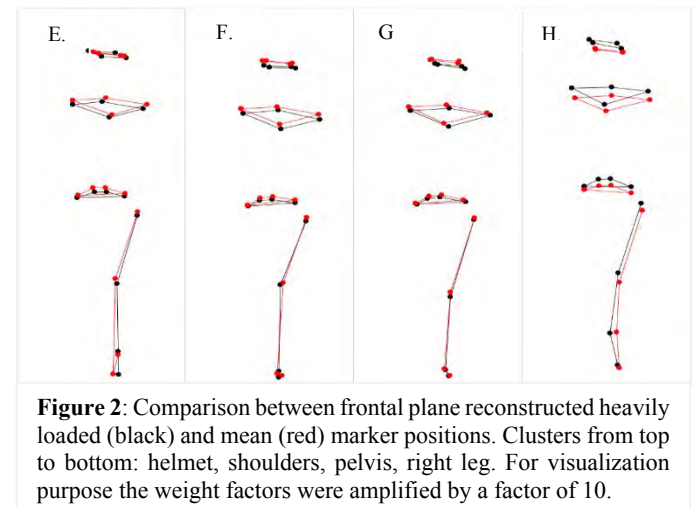 E.
F.
G
H.
Figure 2: Comparison between frontal plane reconstructed heavily
loaded (black) and mean (red) marker positions. Clusters from top
to bottom: helmet, shoulders, pelvis, right leg. For visualization
purpose the weight factors were amplified by a factor of 10.